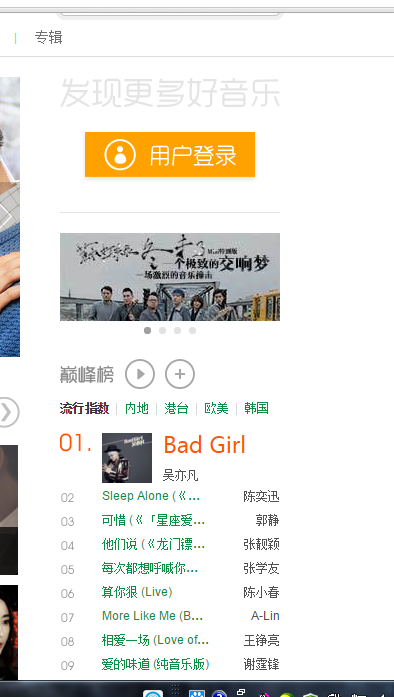 专辑
发现更多好音乐
用户登录
一个极致的交响梦
一场激烈的音乐撞击
巅峰榜
流行指数 | 内地 | 港台 | 欧美 | 韩国
01. Bad Girl
吴亦凡
02 Sleep Alone (《... 陈奕迅
03 可惜 (《「星座爱... 郭静
04 他们说 (《龙门镖... 张靓颖
05 每次都想呼喊你... 张学友
06 算你狠 (Live) 陈小春
07 More Like Me (B... A-Lin
08 相爱一场 (Love of... 王铮亮
09 爱的味道 (纯音乐版) 谢霆锋